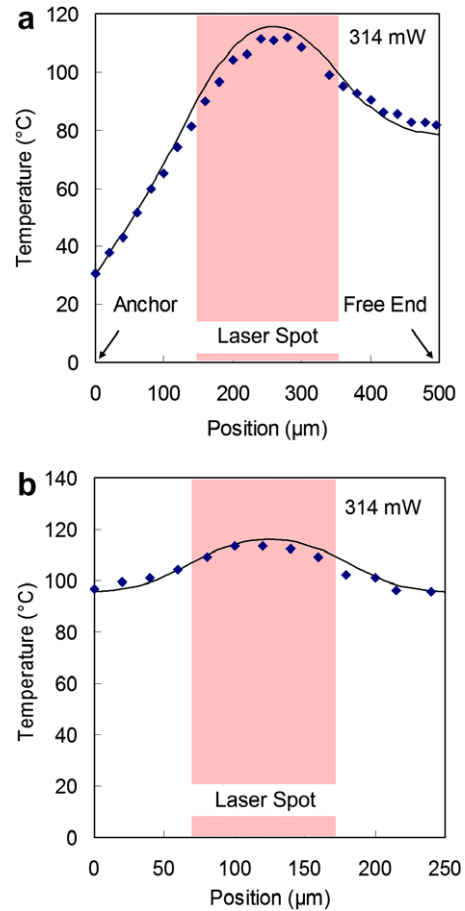 a
314 mW
120
100
80
60
40
20
0
Temperature (°C)
Anchor
Free End
Laser Spot
0 100 200 300 400 500
Position (µm)
b
314 mW
140
120
100
80
60
40
20
0
Temperature (°C)
Laser Spot
0 50 100 150 200 250
Position (µm)